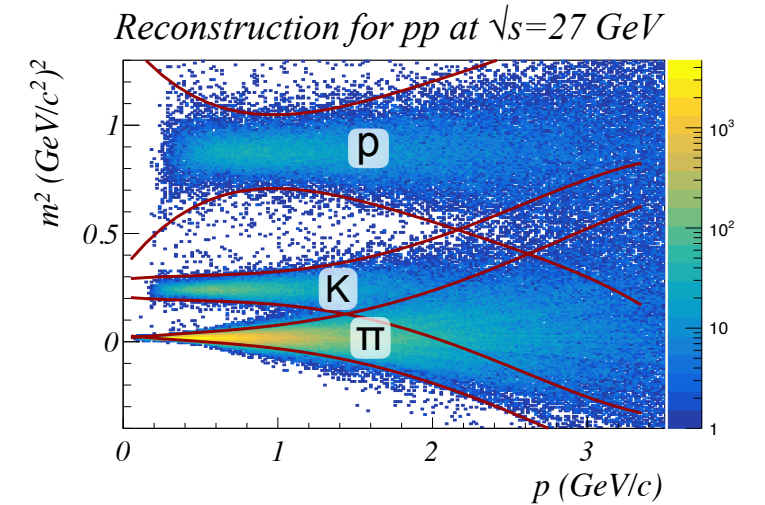 Reconstruction for pp at √s=27 GeV
m² (GeV/c²)²
1
0.5
0
p
K
π
10³
10²
10
1
0 1 2 3
p (GeV/c)